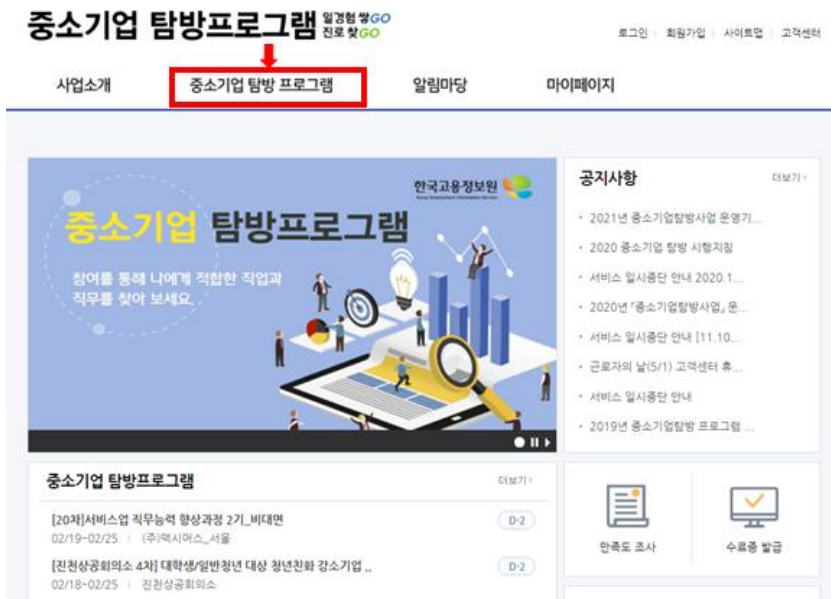 중소기업 탐방프로그램 일경험 쌓GO
진로 찾GO
로그인 | 회원가입 | 사이트맵 | 고객센터
사업소개 중소기업 탐방 프로그램 알림마당 마이페이지
한국고용정보원
Korea Employment Information Service
중소기업 탐방프로그램
참여를 통해 나에게 적합한 직업과
직무를 찾아 보세요.
공지사항 더보기 ›
• 2021년 중소기업탐방사업 운영기...
• 2020 중소기업 탐방 시행지침
• 서비스 일시중단 안내 2020.1...
• 2020년 「중소기업탐방사업」 운...
• 서비스 일시중단 안내 [11.10...
• 근로자의 날(5/1) 고객센터 휴...
• 서비스 일시중단 안내
• 2019년 중소기업탐방 프로그램 ...
중소기업 탐방프로그램 더보기 ›
[20차]서비스업 직무능력 향상과정 2기_비대면 D-2
02/19~02/25 | (주)맥시머스_서울
[진천상공회의소 4차] 대학생/일반청년 대상 청년친화 강소기업 .. D-2
02/18~02/25 | 진천상공회의소
만족도 조사 수료증 발급